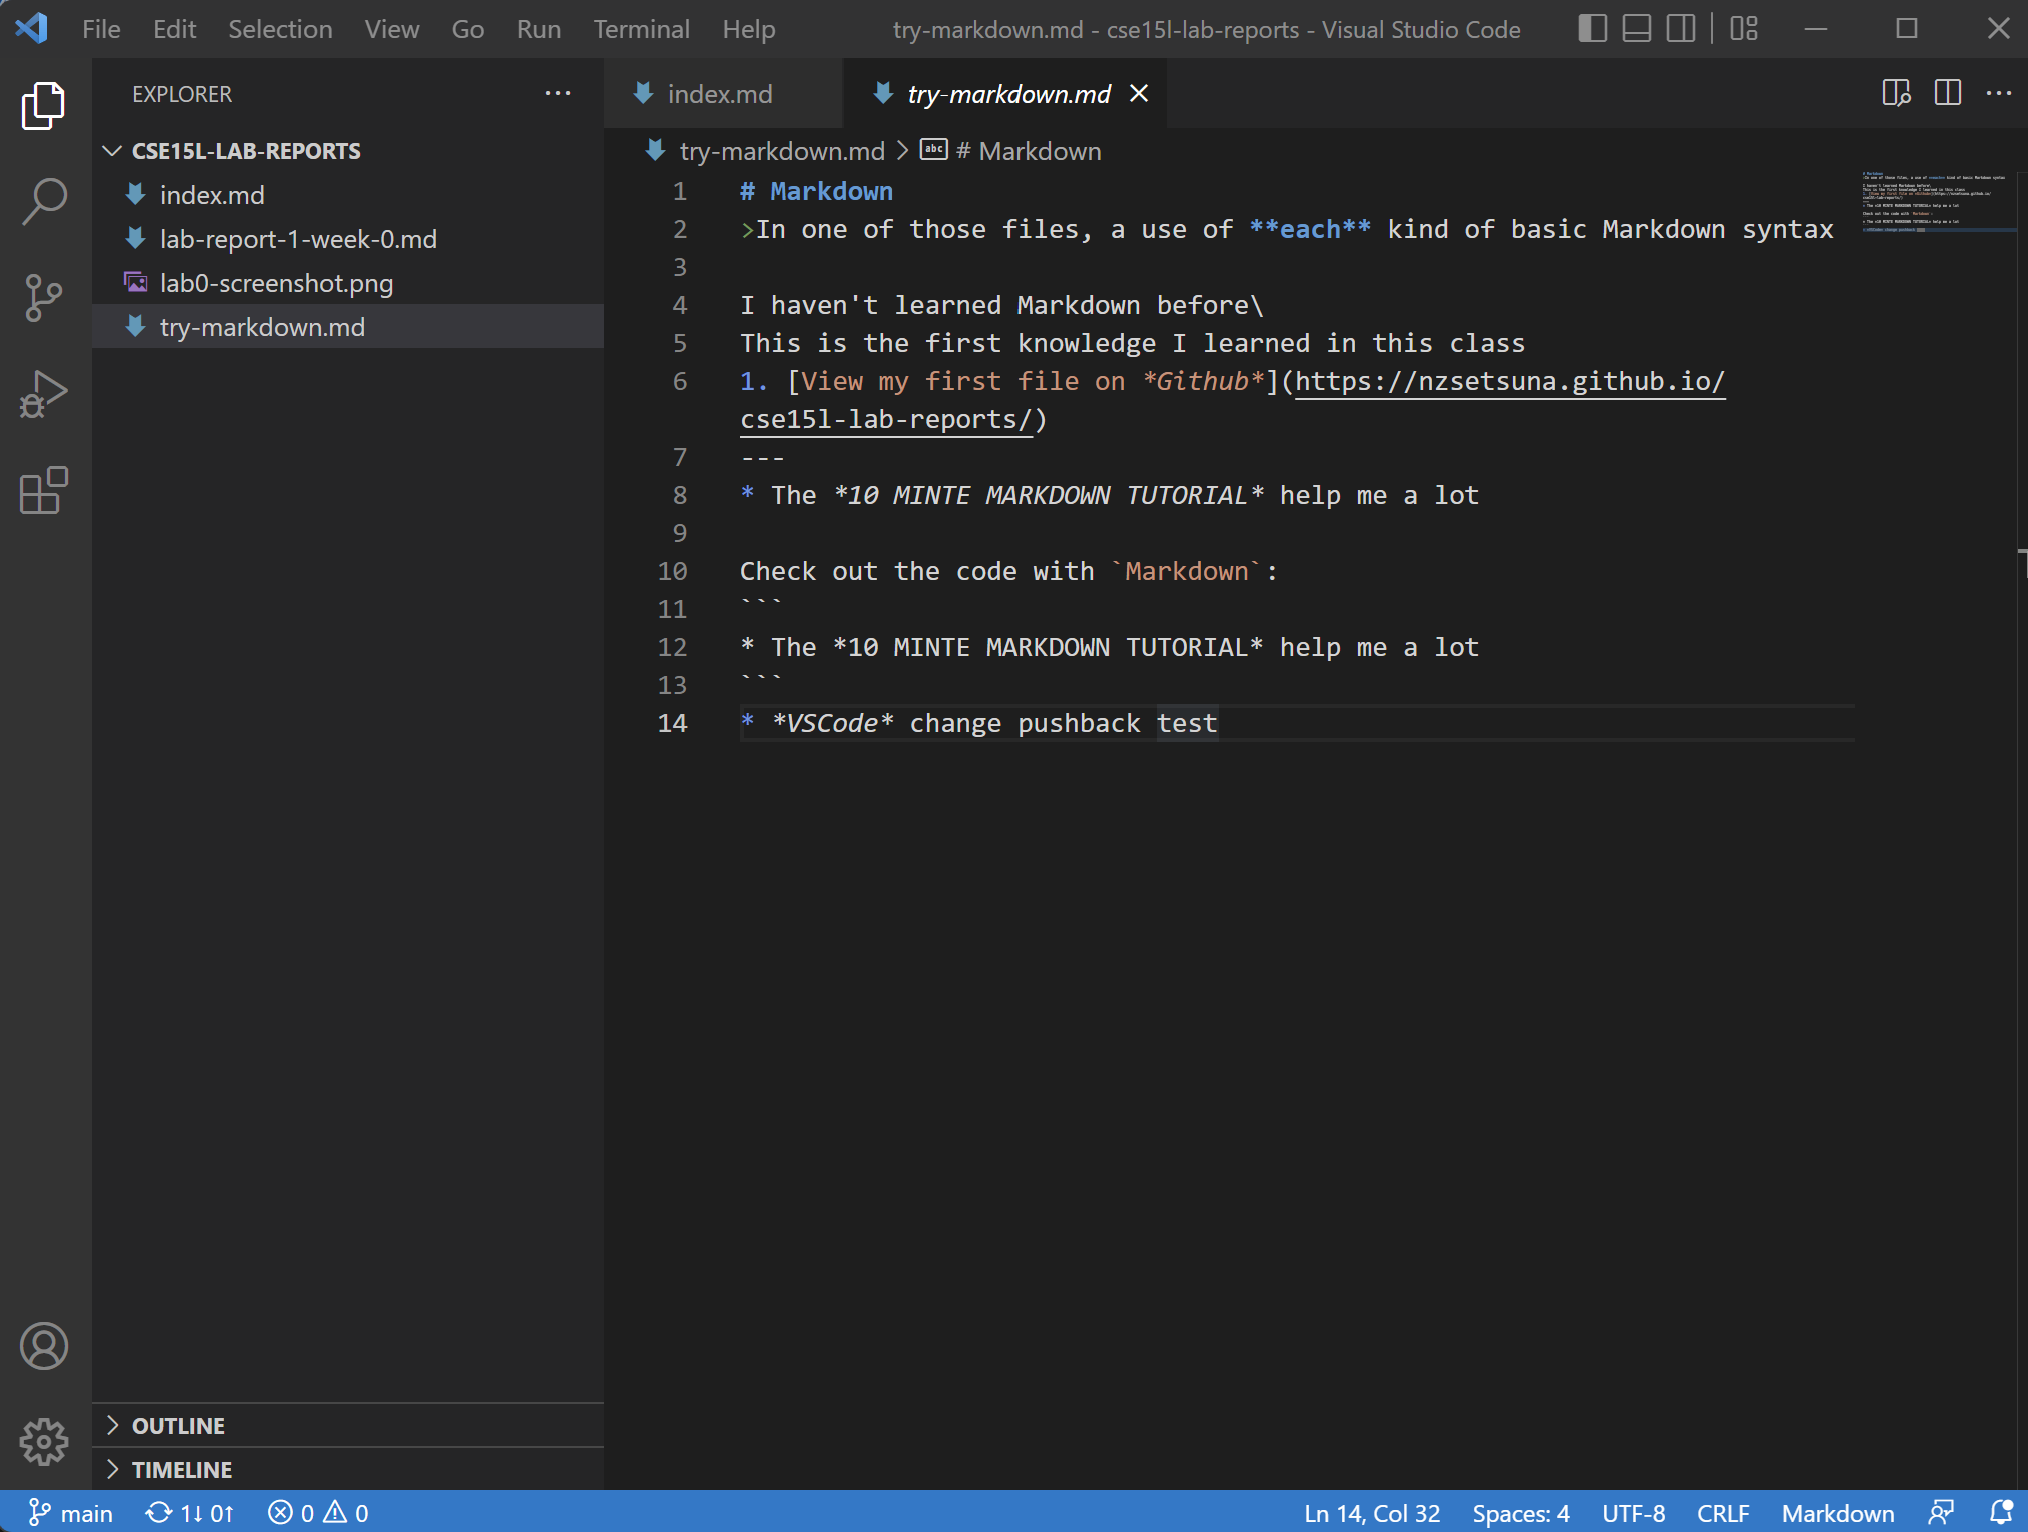 File Edit Selection View Go Run Terminal Help try-markdown.md - cse15l-lab-reports - Visual Studio Code
EXPLORER
CSE15L-LAB-REPORTS
index.md
lab-report-1-week-0.md
lab0-screenshot.png
try-markdown.md
OUTLINE
TIMELINE
index.md try-markdown.md
try-markdown.md > abc # Markdown
1 # Markdown
2 >In one of those files, a use of **each** kind of basic Markdown syntax
3
4 I haven't learned Markdown before\
5 This is the first knowledge I learned in this class
6 1. [View my first file on *Github*](https://nzsetsuna.github.io/
cse15l-lab-reports/)
7 ---
8 * The *10 MINTE MARKDOWN TUTORIAL* help me a lot
9
10 Check out the code with `Markdown`:
11 ```
12 * The *10 MINTE MARKDOWN TUTORIAL* help me a lot
13 ```
14 * *VSCode* change pushback test
main 1↓ 0↑ 0 0 Ln 14, Col 32 Spaces: 4 UTF-8 CRLF Markdown